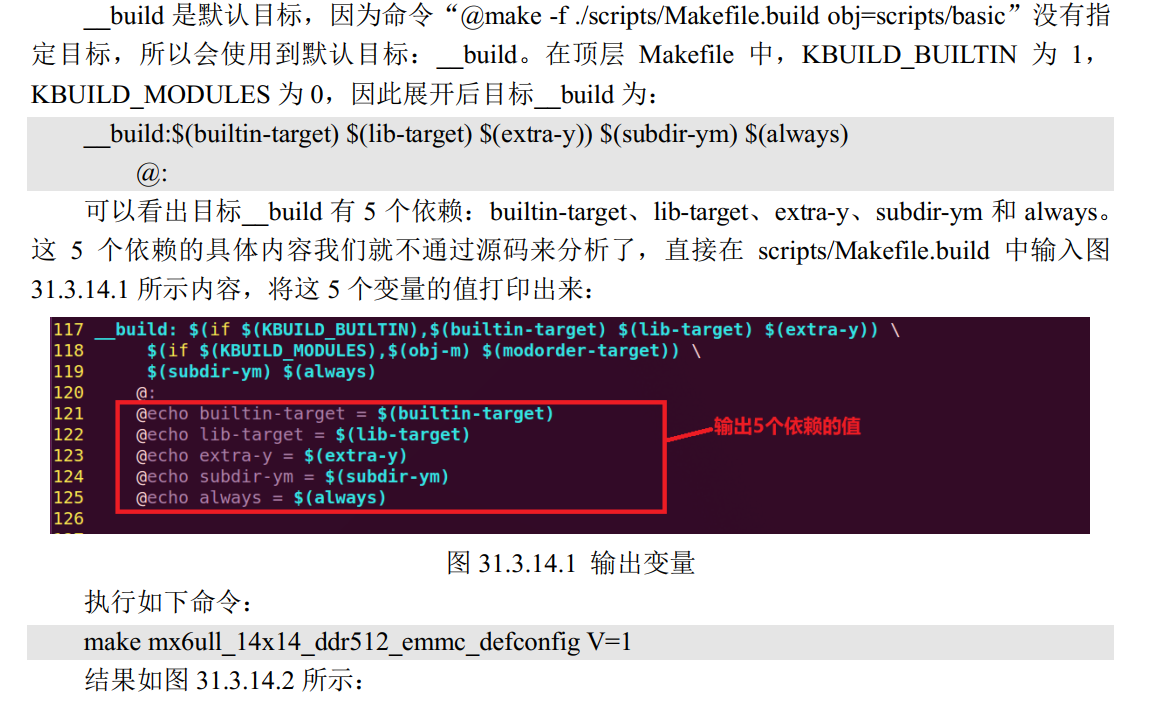 __build 是默认目标，因为命令“@make -f ./scripts/Makefile.build obj=scripts/basic”没有指
定目标，所以会使用到默认目标：__build。在顶层 Makefile 中，KBUILD_BUILTIN 为 1，
KBUILD_MODULES 为 0，因此展开后目标__build 为：
__build:$(builtin-target) $(lib-target) $(extra-y)) $(subdir-ym) $(always)
@:
可以看出目标__build 有 5 个依赖：builtin-target、lib-target、extra-y、subdir-ym 和 always。
这 5 个依赖的具体内容我们就不通过源码来分析了，直接在 scripts/Makefile.build 中输入图
31.3.14.1 所示内容，将这 5 个变量的值打印出来：
117 __build: $(if $(KBUILD_BUILTIN),$(builtin-target) $(lib-target) $(extra-y)) \
118 $(if $(KBUILD_MODULES),$(obj-m) $(modorder-target)) \
119 $(subdir-ym) $(always)
120 @:
121 @echo builtin-target = $(builtin-target)
122 @echo lib-target = $(lib-target)
输出5个依赖的值
123 @echo extra-y = $(extra-y)
124 @echo subdir-ym = $(subdir-ym)
125 @echo always = $(always)
126
图 31.3.14.1 输出变量
执行如下命令：
make mx6ull_14x14_ddr512_emmc_defconfig V=1
结果如图 31.3.14.2 所示：